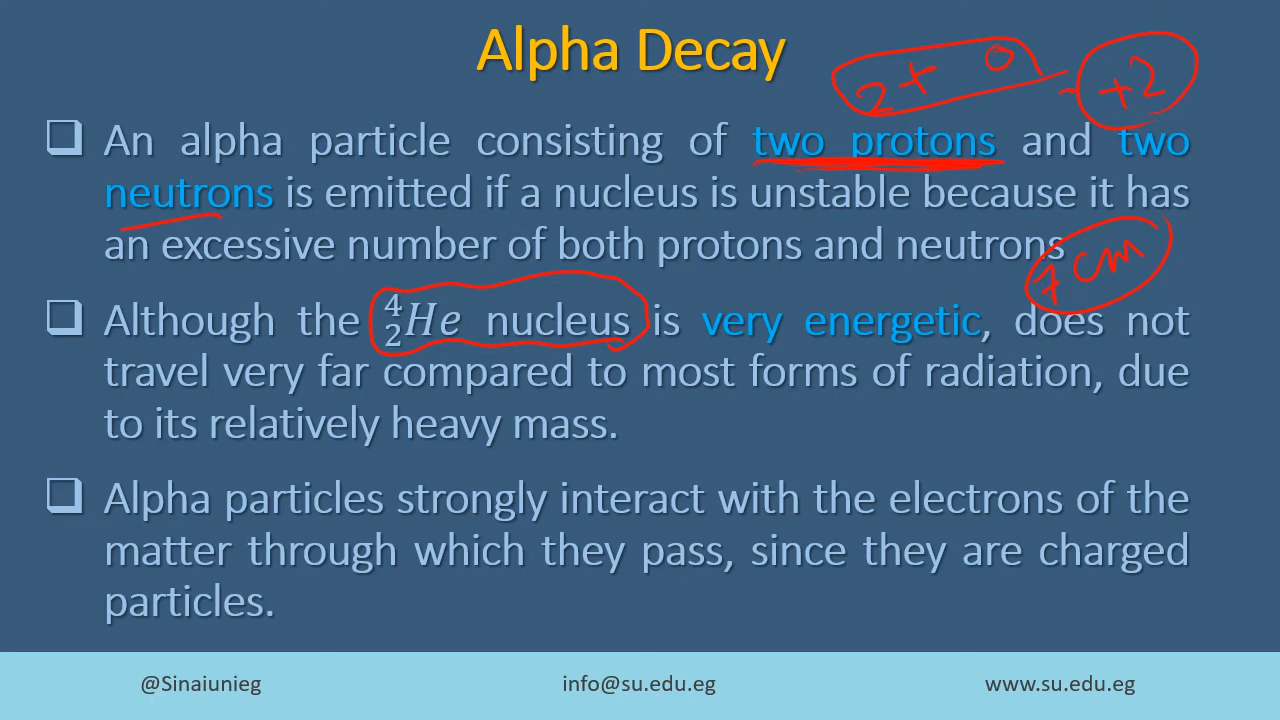 Alpha Decay
2+ 0 = +2
❑ An alpha particle consisting of two protons and two
neutrons is emitted if a nucleus is unstable because it has
an excessive number of both protons and neutrons
7 cm
❑ Although the ⁴₂He nucleus is very energetic, does not
travel very far compared to most forms of radiation, due
to its relatively heavy mass.
❑ Alpha particles strongly interact with the electrons of the
matter through which they pass, since they are charged
particles.
@Sinaiunieg info@su.edu.eg www.su.edu.eg